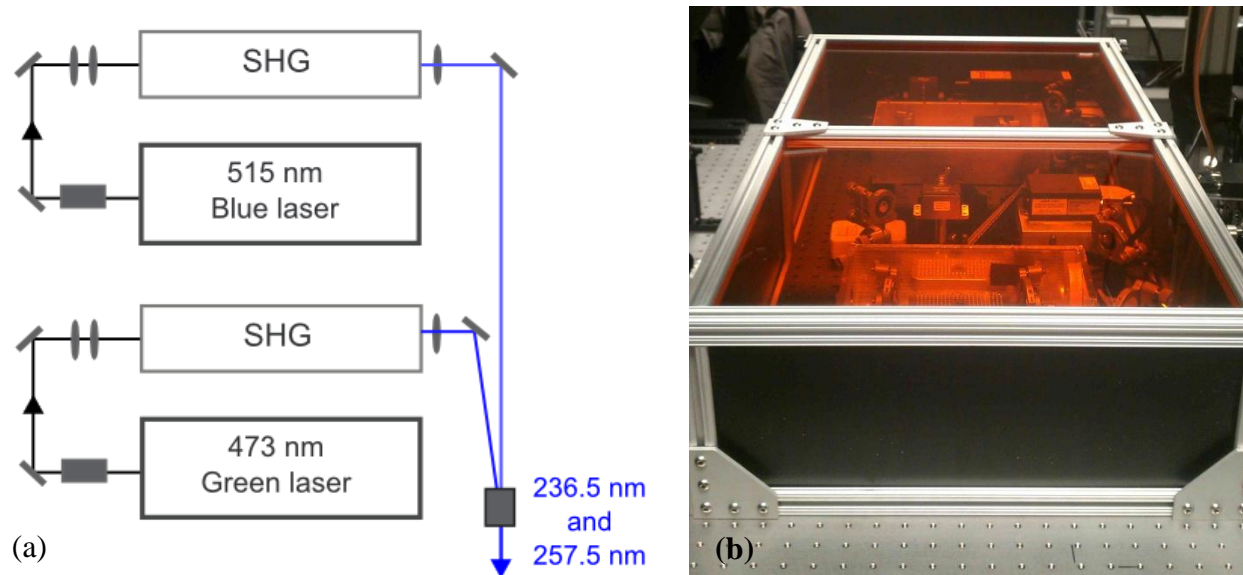 SHG
515 nm
Blue laser
SHG
473 nm
Green laser
236.5 nm
and
257.5 nm
(a)
(b)